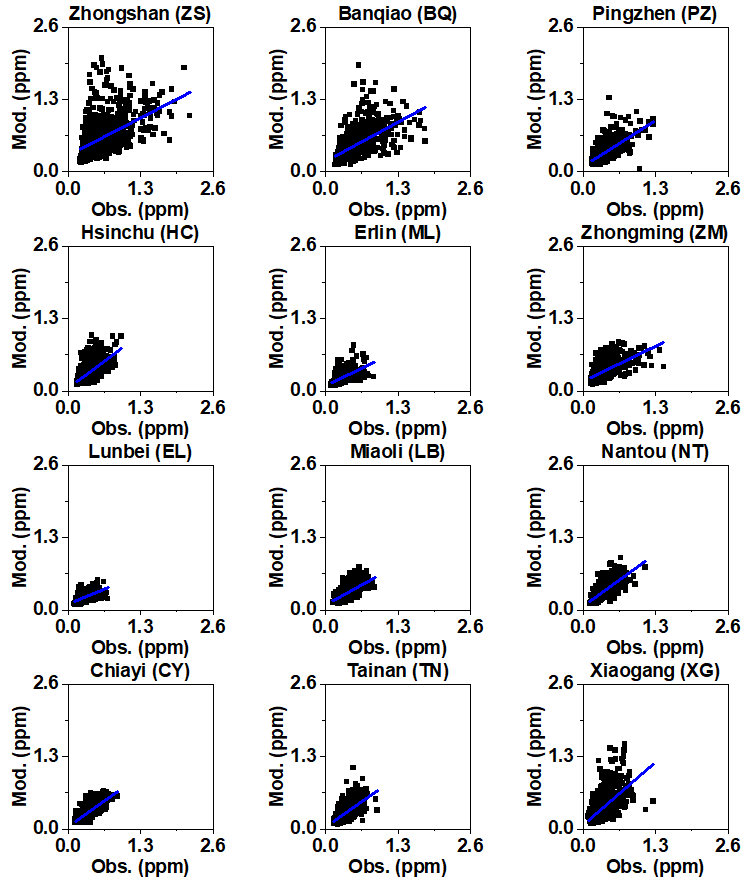 Zhongshan (ZS) Banqiao (BQ) Pingzhen (PZ)
2.6 2.6 2.6
Mod. (ppm) Mod. (ppm) Mod. (ppm)
1.3 1.3 1.3
0.0 0.0 0.0
0.0 1.3 2.6 0.0 1.3 2.6 0.0 1.3 2.6
Obs. (ppm) Obs. (ppm) Obs. (ppm)
Hsinchu (HC) Erlin (ML) Zhongming (ZM)
2.6 2.6 2.6
Mod. (ppm) Mod. (ppm) Mod. (ppm)
1.3 1.3 1.3
0.0 0.0 0.0
0.0 1.3 2.6 0.0 1.3 2.6 0.0 1.3 2.6
Obs. (ppm) Obs. (ppm) Obs. (ppm)
Lunbei (EL) Miaoli (LB) Nantou (NT)
2.6 2.6 2.6
Mod. (ppm) Mod. (ppm) Mod. (ppm)
1.3 1.3 1.3
0.0 0.0 0.0
0.0 1.3 2.6 0.0 1.3 2.6 0.0 1.3 2.6
Obs. (ppm) Obs. (ppm) Obs. (ppm)
Chiayi (CY) Tainan (TN) Xiaogang (XG)
2.6 2.6 2.6
Mod. (ppm) Mod. (ppm) Mod. (ppm)
1.3 1.3 1.3
0.0 0.0 0.0
0.0 1.3 2.6 0.0 1.3 2.6 0.0 1.3 2.6
Obs. (ppm) Obs. (ppm) Obs. (ppm)